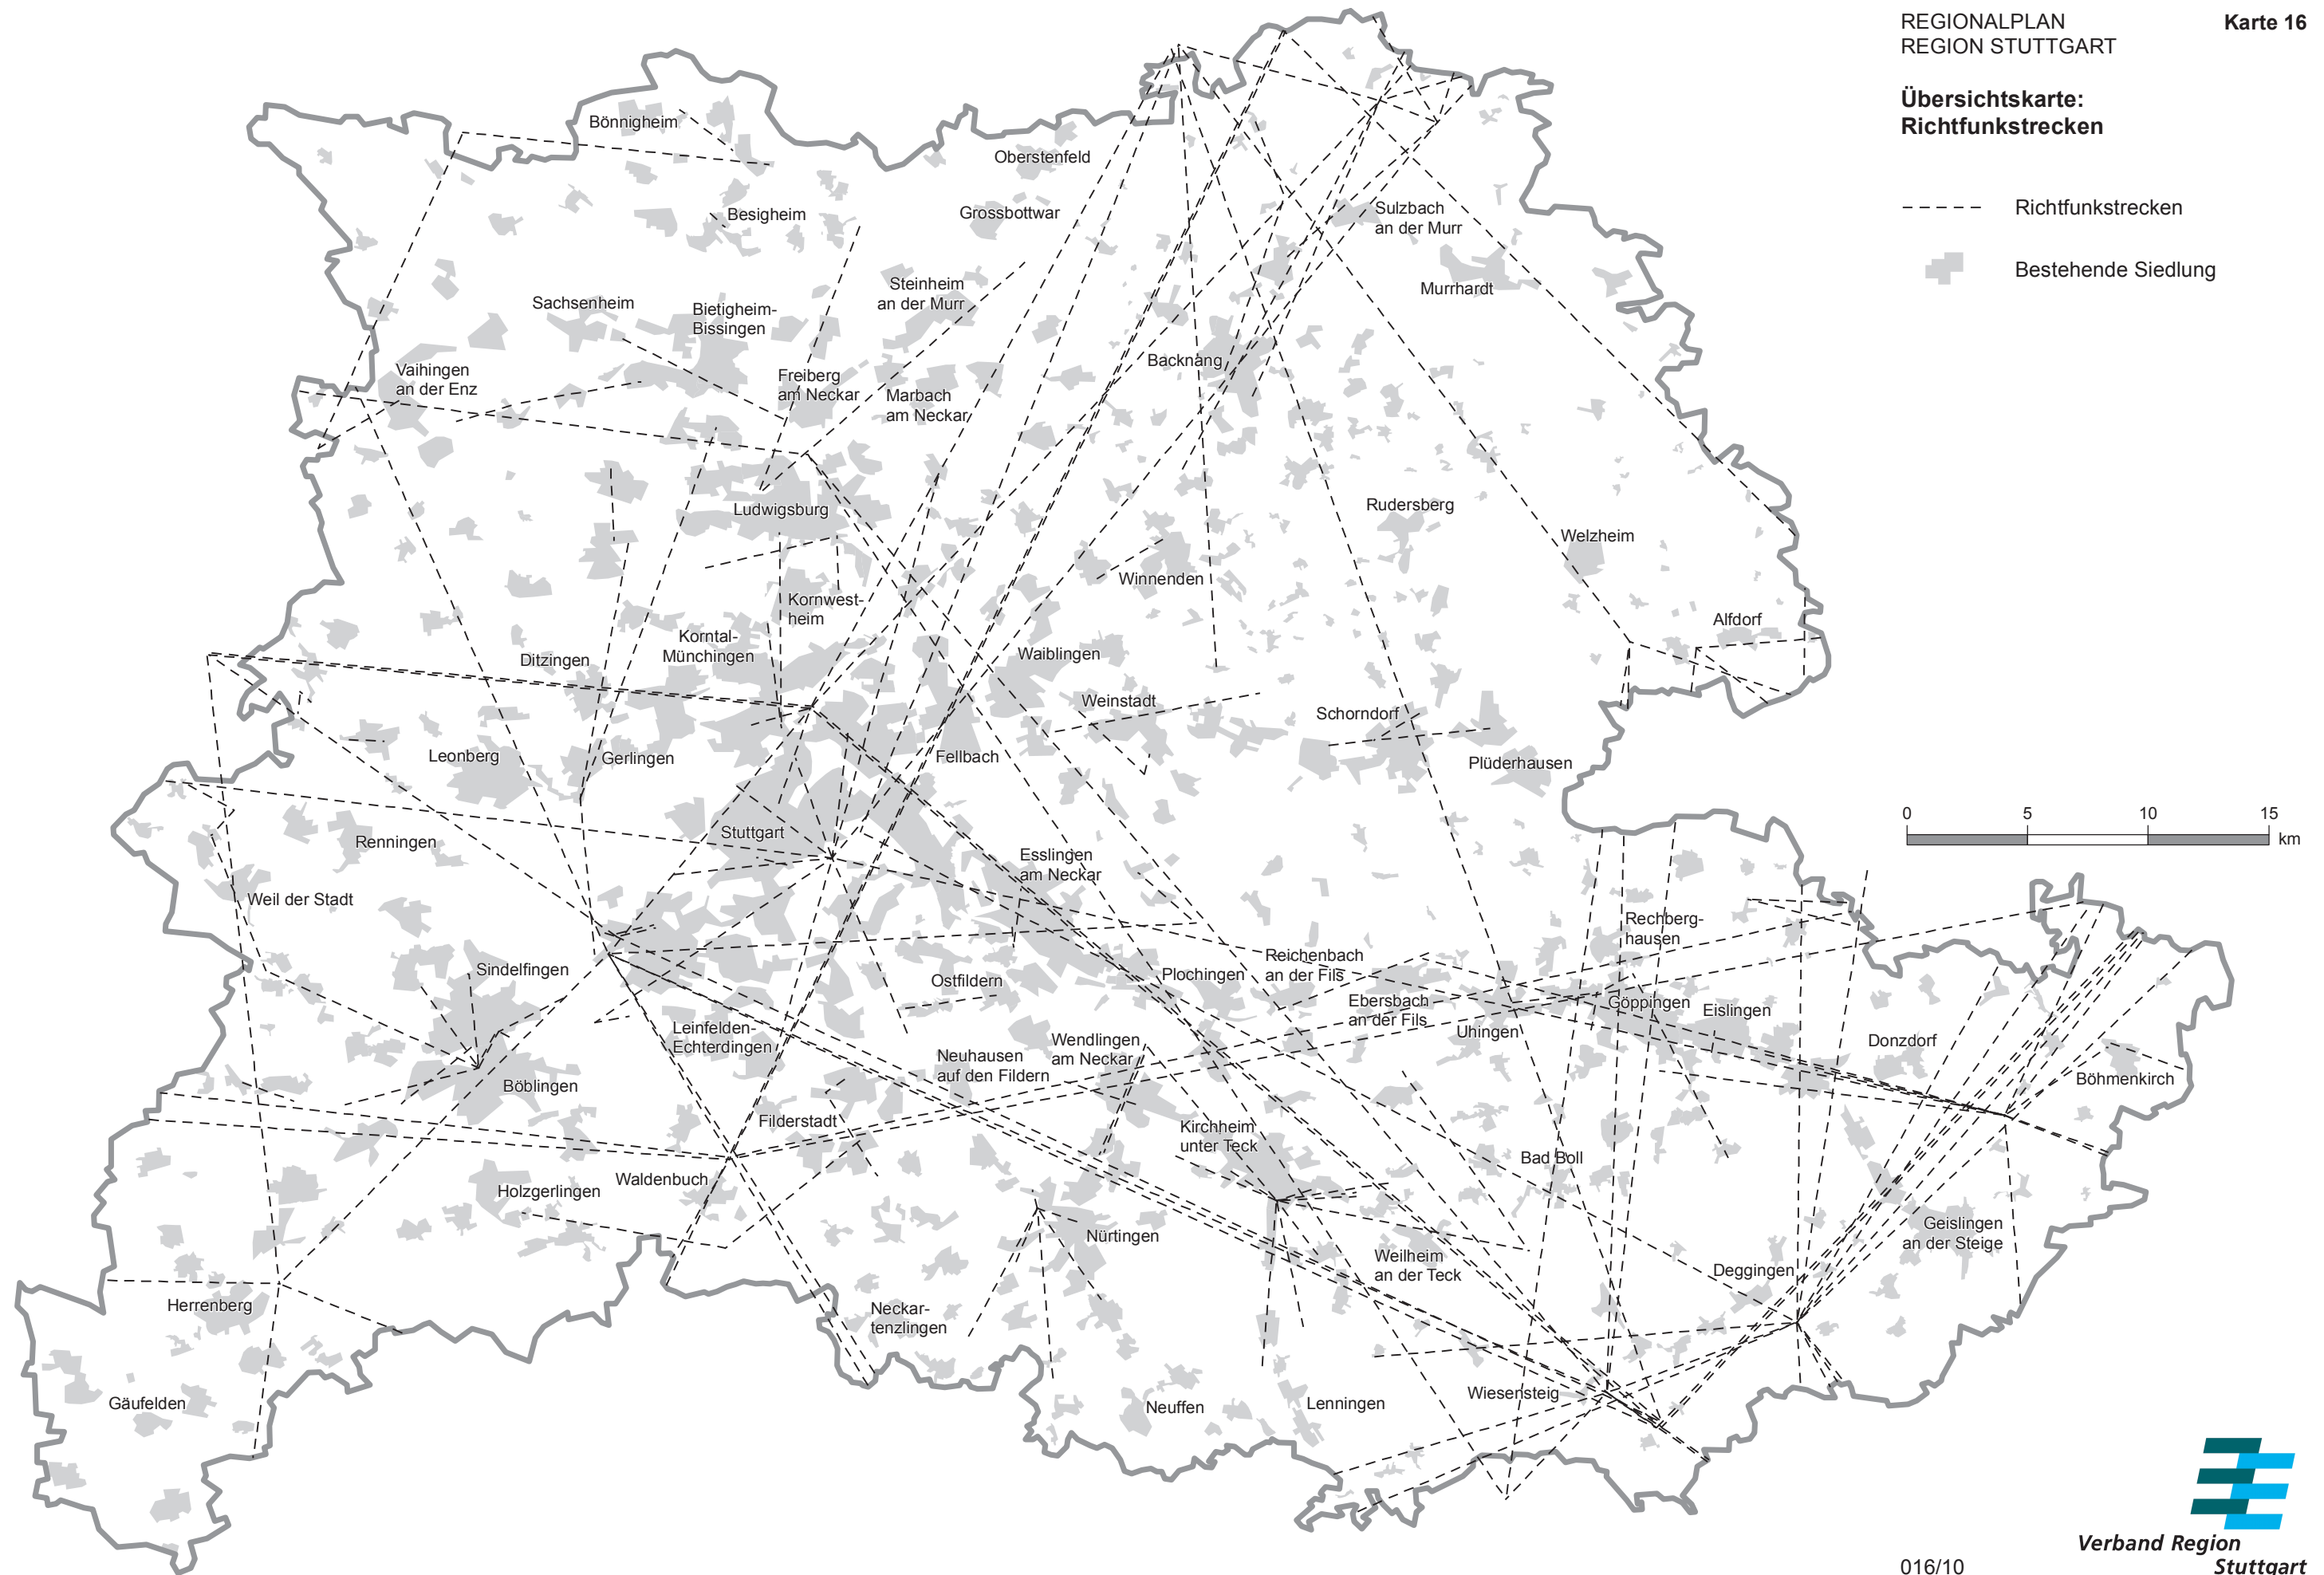 REGIONALPLAN
REGION STUTTGART
Karte 16
Übersichtskarte:
Richtfunkstrecken
Richtfunkstrecken
Bestehende Siedlung
Bönnigheim
Oberstenfeld
Besigheim
Grossbottwar
Sulzbach
an der Murr
Steinheim
an der Murr
Murrhardt
Sachsenheim
Bietigheim-
Bissingen
Backnang
Vaihingen
an der Enz
Freiberg
am Neckar
Marbach
am Neckar
Ludwigsburg
Rudersberg
Welzheim
Winnenden
Kornwest-
heim
Alfdorf
Korntal-
Münchingen
Ditzingen
Waiblingen
Weinstadt
Schorndorf
Leonberg
Gerlingen
Fellbach
Plüderhausen
0
5
10
15
km
Stuttgart
Renningen
Esslingen
am Neckar
Weil der Stadt
Rechberg-
hausen
Sindelfingen
Ostfildern
Plochingen
Reichenbach
an der Fils
Ebersbach
an der Fils
Göppingen
Eislingen
Uhingen
Donzdorf
Leinfelden-
Echterdingen
Wendlingen
am Neckar
Neuhausen
auf den Fildern
Böhmenkirch
Böblingen
Filderstadt
Kirchheim
unter Teck
Bad Boll
Waldenbuch
Holzgerlingen
Nürtingen
Geislingen
an der Steige
Weilheim
an der Teck
Deggingen
Herrenberg
Neckar-
tenzlingen
Gäufelden
Neuffen
Lenningen
Wiesensteig
Verband Region
Stuttgart
016/10